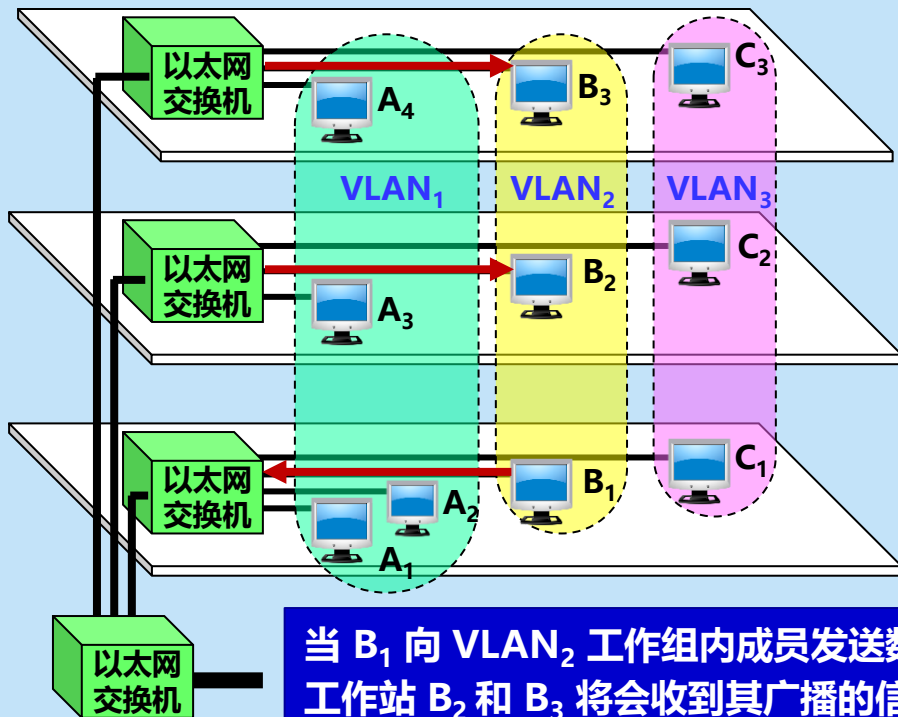 以太网
交换机
A₄
B₃
C₃
VLAN₁
VLAN₂
VLAN₃
以太网
交换机
A₃
B₂
C₂
以太网
交换机
A₂
A₁
B₁
C₁
以太网
交换机
当 B₁ 向 VLAN₂ 工作组内成员发送
工作站 B₂ 和 B₃ 将会收到其广播的